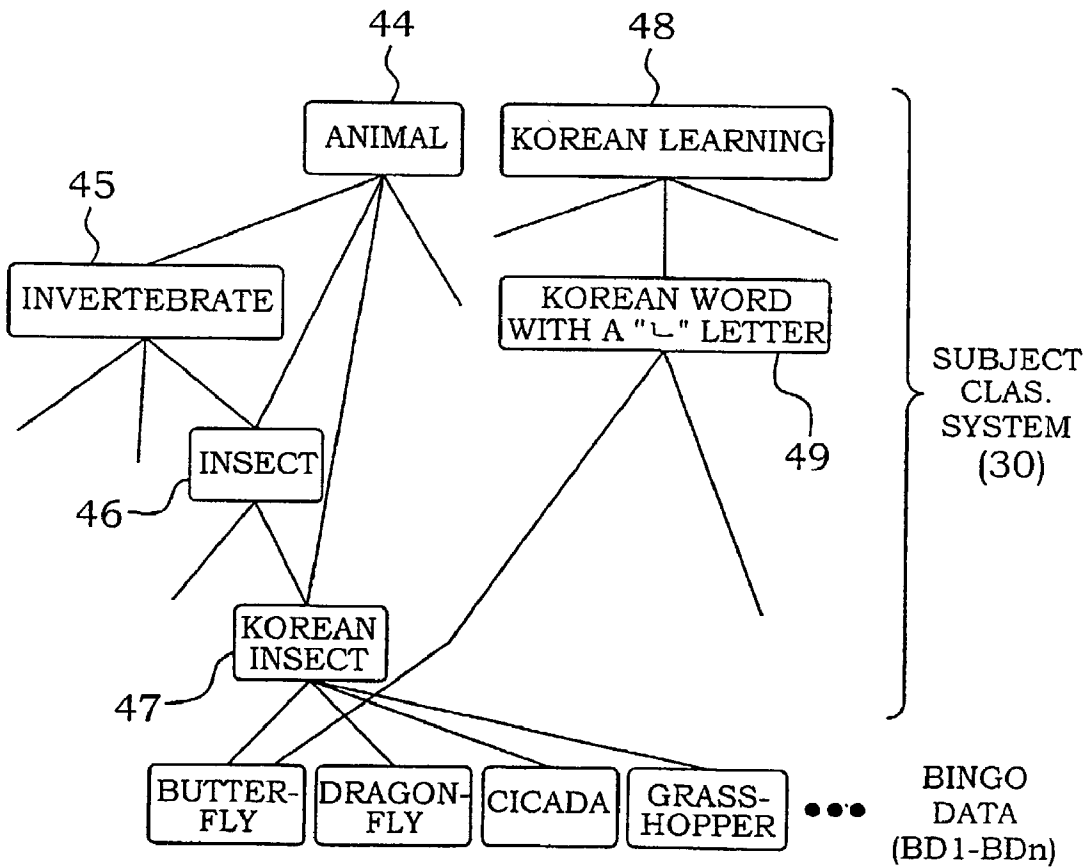 44
48
ANIMAL
KOREAN LEARNING
45
INVERTEBRATE
KOREAN WORD
WITH A "ㄴ" LETTER
SUBJECT
CLAS.
SYSTEM
(30)
49
INSECT
46
KOREAN
INSECT
47
BUTTER-
FLY
DRAGON-
FLY
CICADA
GRASS-
HOPPER
•••
BINGO
DATA
(BD1-BDn)